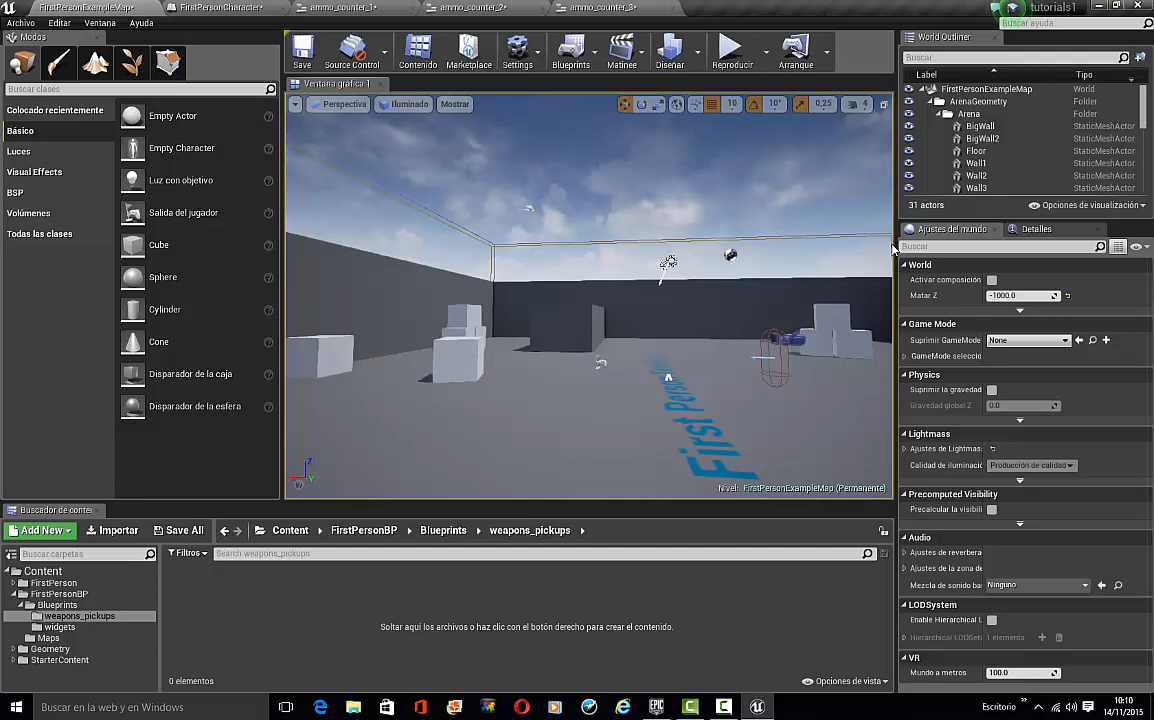 FirstPersonExampleMap*
FirstPersonCharacter*
ammo_counter_1*
ammo_counter_2*
ammo_counter_3*
tutorials1
Archivo Editar Ventana Ayuda
Buscar ayuda
Modos
Buscar clases
Colocado recientemente
Básico
Luces
Visual Effects
BSP
Volúmenes
Todas las clases
Empty Actor
Empty Character
Luz con objetivo
Salida del jugador
Cube
Sphere
Cylinder
Cone
Disparador de la caja
Disparador de la esfera
Save Source Control Contenido Marketplace Settings Blueprints Matinee Diseñar Reproducir Arranque
Ventana gráfica 1
Perspectiva Iluminado Mostrar
10 10° 0,25 4
First Person
Nivel: FirstPersonExampleMap (Permanente)
World Outliner
Buscar...
Label Tipo
FirstPersonExampleMap World
ArenaGeometry Folder
Arena Folder
BigWall StaticMeshActor
BigWall2 StaticMeshActor
Floor StaticMeshActor
Wall1 StaticMeshActor
Wall2 StaticMeshActor
Wall3 StaticMeshActor
31 actors Opciones de visualización
Ajustes del mundo Detalles
Buscar
World
Activar composición
Matar Z -1000.0
Game Mode
Suprimir GameMode None
GameMode seleccio
Physics
Suprimir la gravedad
Gravedad global Z 0.0
Lightmass
Ajustes de Lightmas:
Calidad de iluminaci Producción de calidad
Precomputed Visibility
Precalcular la visibili
Audio
Ajustes de reverbera
Ajustes de la zona de
Mezcla de sonido ba: Ninguno
LODSystem
Enable Hierarchical L
Hierarchical LODSet 1 elements
VR
Mundo a metros 100.0
Buscador de conte
Add New Importar Save All
Content FirstPersonBP Blueprints weapons_pickups
Buscar carpetas
Filtros Search weapons_pickups
Content
FirstPerson
FirstPersonBP
Blueprints
weapons_pickups
widgets
Maps
Geometry
StarterContent
Soltar aquí los archivos o haz clic con el botón derecho para crear el contenido.
0 elementos
Opciones de vista
Buscar en la web y en Windows
Escritorio
10:10
14/11/2015